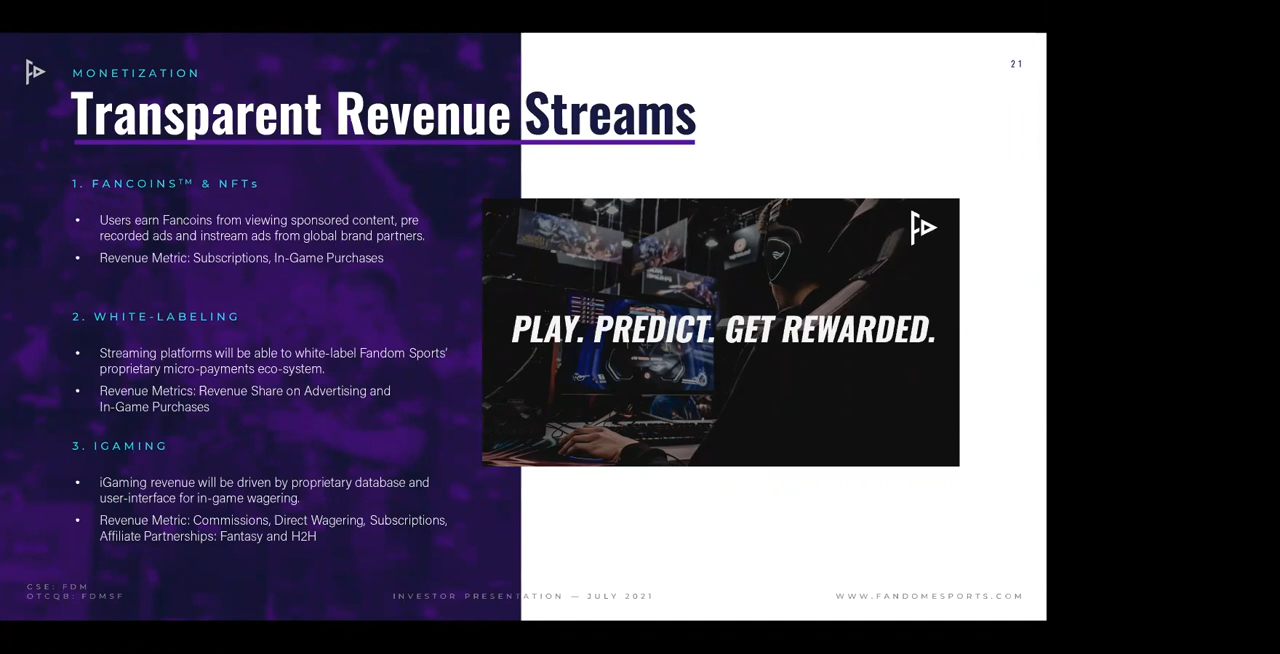 MONETIZATION
21
Transparent Revenue Streams
1. FANCOINS™ & NFTs
• Users earn Fancoins from viewing sponsored content, pre
recorded ads and instream ads from global brand partners.
• Revenue Metric: Subscriptions, In-Game Purchases
2. WHITE-LABELING
• Streaming platforms will be able to white-label Fandom Sports'
proprietary micro-payments eco-system.
• Revenue Metrics: Revenue Share on Advertising and
In-Game Purchases
3. IGAMING
• iGaming revenue will be driven by proprietary database and
user-interface for in-game wagering.
• Revenue Metric: Commissions, Direct Wagering, Subscriptions,
Affiliate Partnerships: Fantasy and H2H
PLAY. PREDICT. GET REWARDED.
CSE: FDM
OTCQB: FDMSF
INVESTOR PRESENTATION — JULY 2021
WWW.FANDOMESPORTS.COM